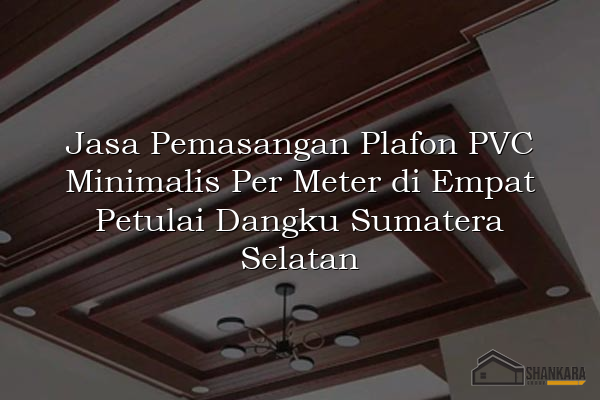 Jasa Pemasangan Plafon PVC
Minimalis Per Meter di Empat
Petulai Dangku Sumatera
Selatan
SHANKARA